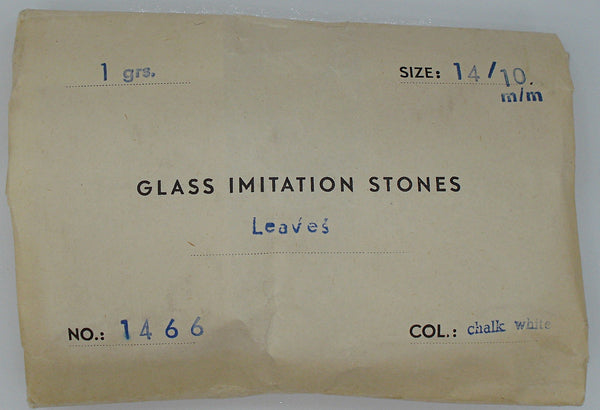 1 grs.
SIZE: 14/10.
m/m
GLASS IMITATION STONES
Leaves
NO.: 1466
COL.: chalk white